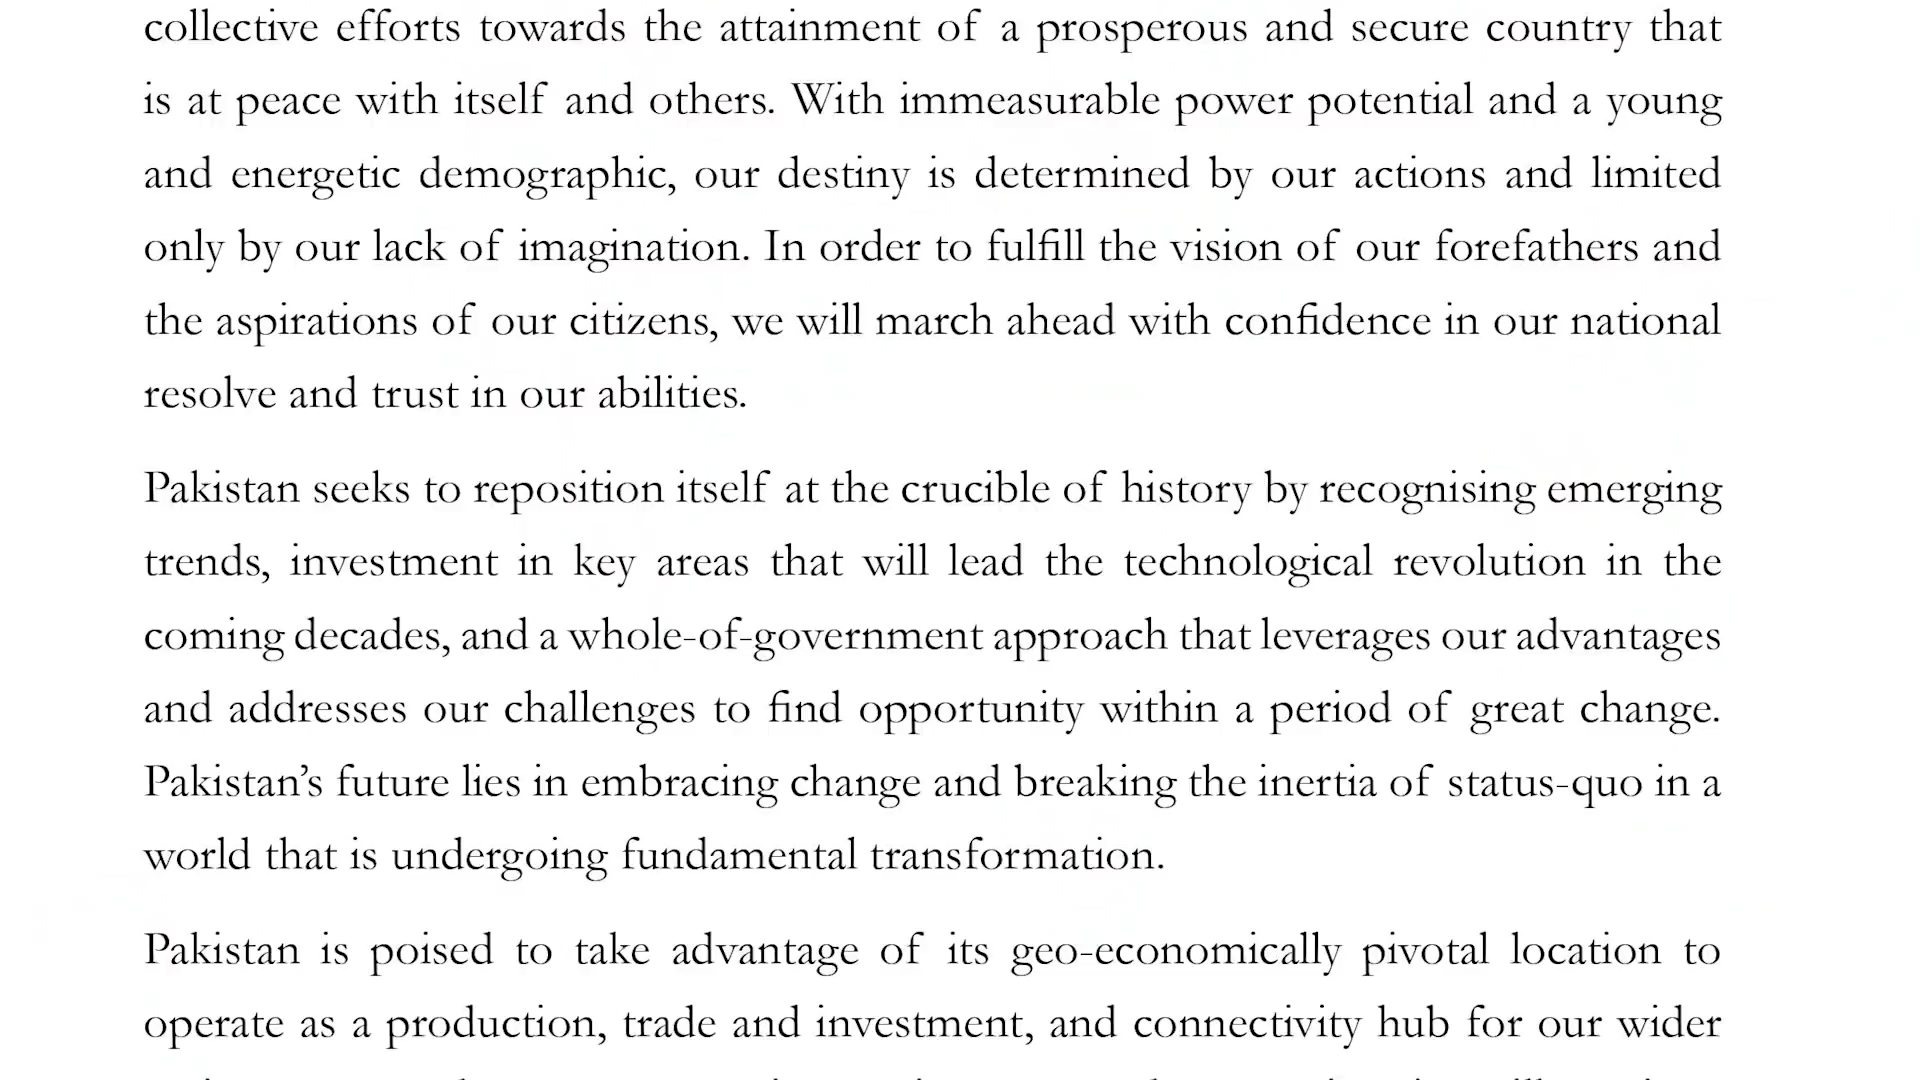 collective efforts towards the attainment of a prosperous and secure country that
is at peace with itself and others. With immeasurable power potential and a young
and energetic demographic, our destiny is determined by our actions and limited
only by our lack of imagination. In order to fulfill the vision of our forefathers and
the aspirations of our citizens, we will march ahead with confidence in our national
resolve and trust in our abilities.
Pakistan seeks to reposition itself at the crucible of history by recognising emerging
trends, investment in key areas that will lead the technological revolution in the
coming decades, and a whole-of-government approach that leverages our advantages
and addresses our challenges to find opportunity within a period of great change.
Pakistan’s future lies in embracing change and breaking the inertia of status-quo in a
world that is undergoing fundamental transformation.
Pakistan is poised to take advantage of its geo-economically pivotal location to
operate as a production, trade and investment, and connectivity hub for our wider